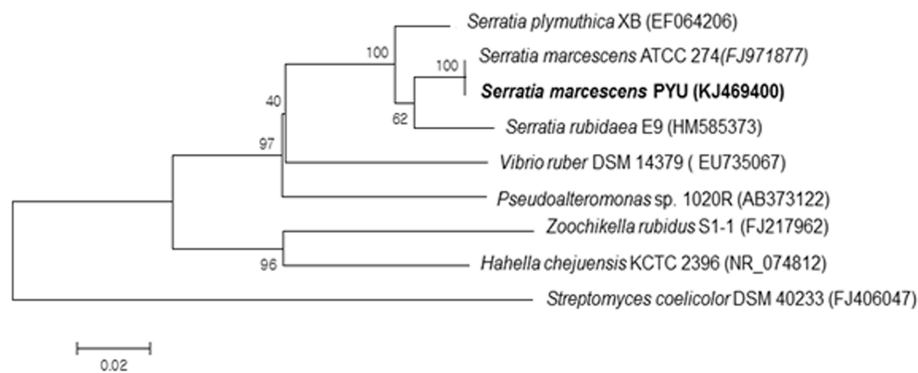 Serratia plymuthica XB (EF064206)
100
Serratia marcescens ATCC 274(FJ971877)
100
Serratia marcescens PYU (KJ469400)
40
62
Serratia rubidaea E9 (HM585373)
97
Vibrio ruber DSM 14379 ( EU735067)
Pseudoalteromonas sp. 1020R (AB373122)
Zoochikella rubidus S1-1 (FJ217962)
96
Hahella chejuensis KCTC 2396 (NR_074812)
Streptomyces coelicolor DSM 40233 (FJ406047)
0.02